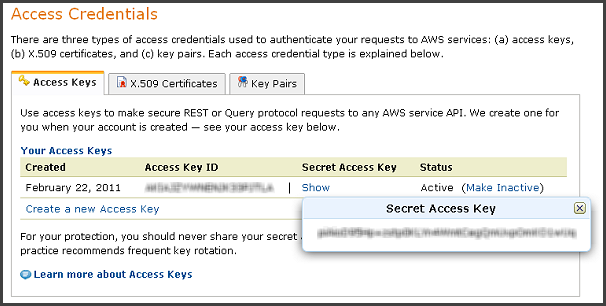 Access Credentials
There are three types of access credentials used to authenticate your requests to AWS services: (a) access keys,
(b) X.509 certificates, and (c) key pairs. Each access credential type is explained below.
Access Keys X.509 Certificates Key Pairs
Use access keys to make secure REST or Query protocol requests to any AWS service API. We create one for
you when your account is created — see your access key below.
Your Access Keys
Created Access Key ID Secret Access Key Status
February 22, 2011 | Show Active (Make Inactive)
Create a new Access Key
Secret Access Key
For your protection, you should never share your secret
practice recommends frequent key rotation.
Learn more about Access Keys